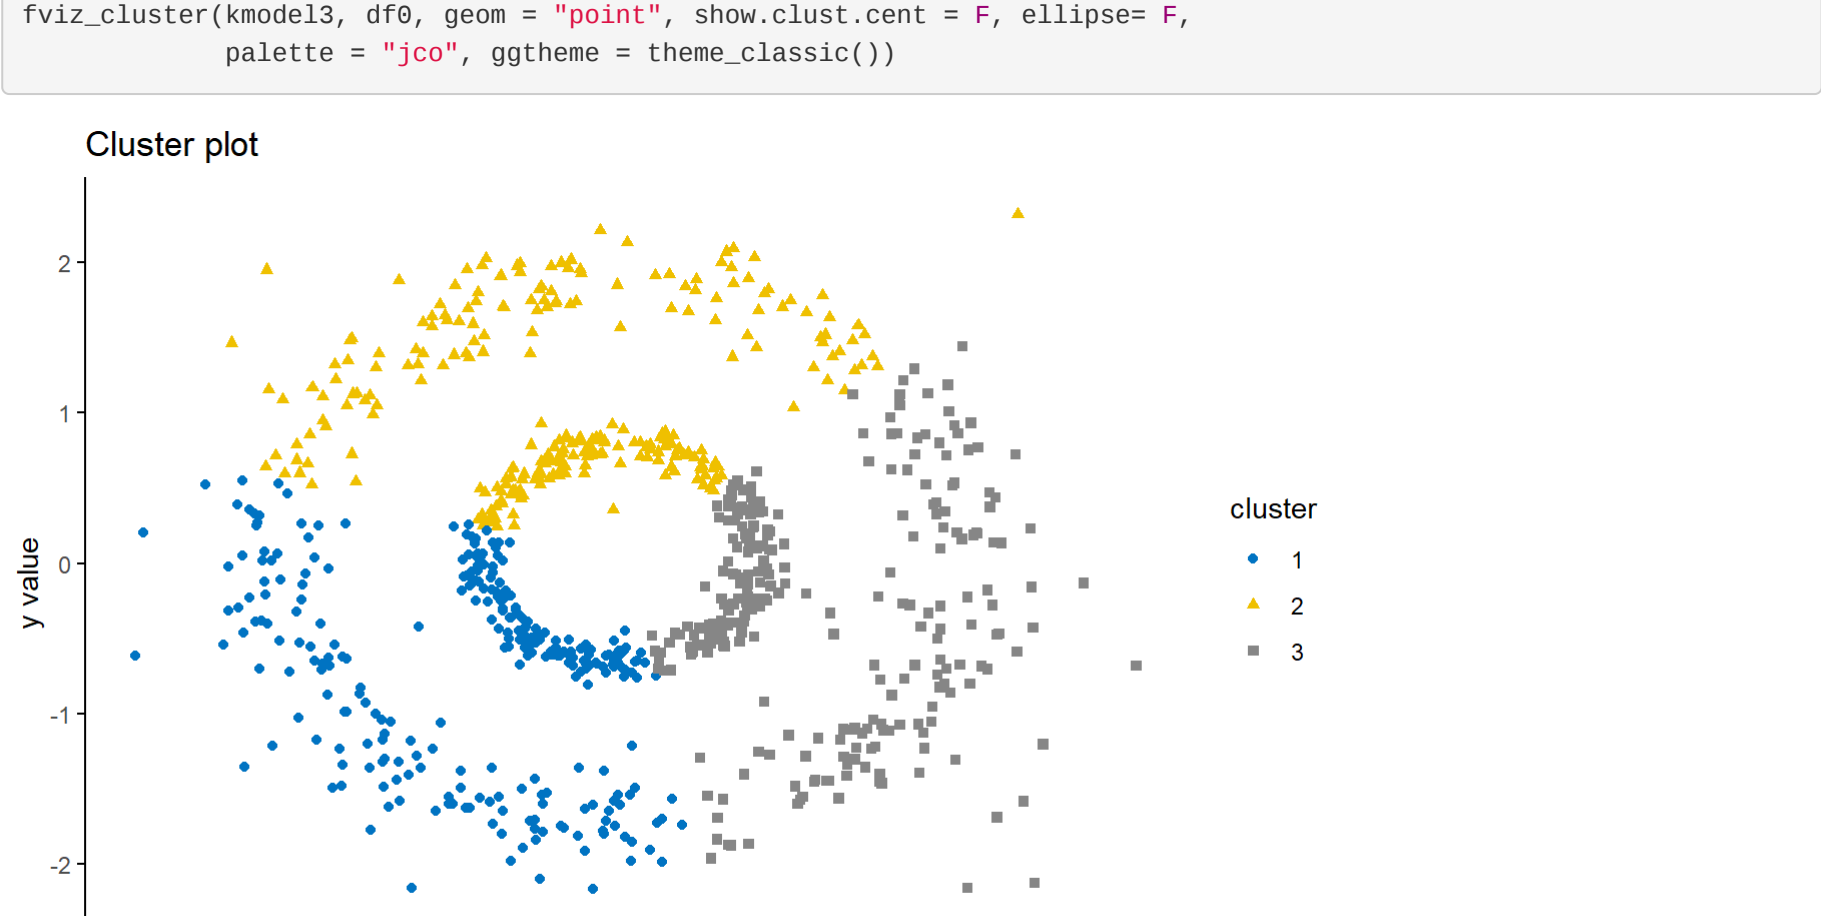 fviz_cluster(kmodel3, df0, geom = "point", show.clust.cent = F, ellipse= F,
palette = "jco", ggtheme = theme_classic())
Cluster plot
2
1
0
-1
-2
y value
cluster
1
2
3